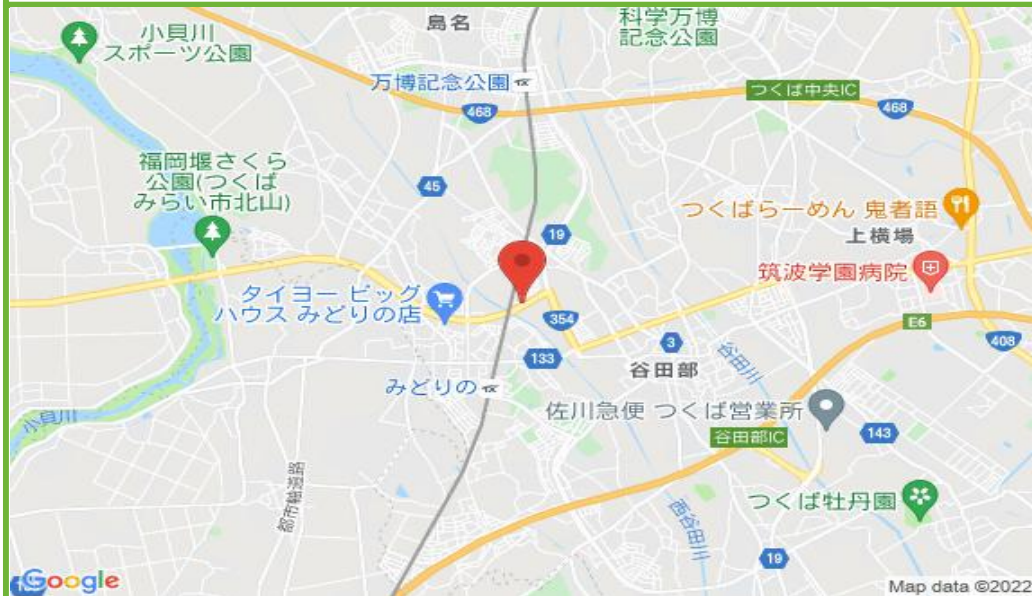 島名
科学万博
記念公園
小貝川
スポーツ公園
万博記念公園
468
つくば中央IC
468
福岡堰さくら
公園(つくば
みらい市北山)
45
つくばらーめん 鬼者語
19
上横場
筑波学園病院
タイヨー ビッグ
ハウス みどりの店
354
E6
3
408
133
谷田部
谷田川
みどりの
佐川急便 つくば営業所
小貝川
谷田部IC
143
都市軸道路
つくば牡丹園
西谷田川
19
Google
Map data ©2022